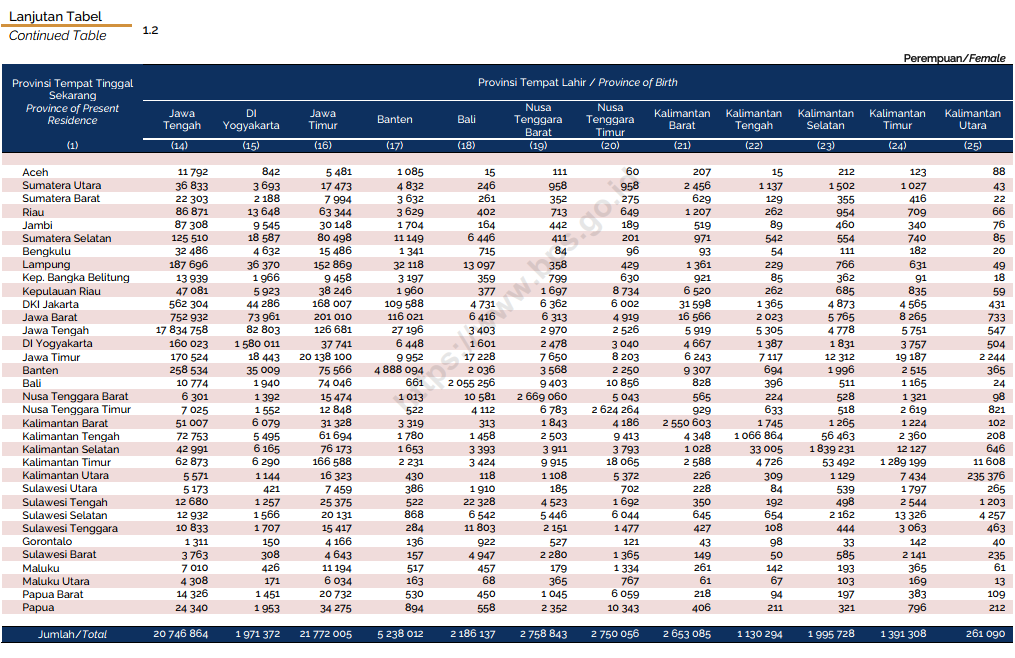 Lanjutan Tabel
Continued Table
1.2
Perempuan/Female
Provinsi Tempat Tinggal
Sekarang
Province of Present
Residence
Provinsi Tempat Lahir / Province of Birth
Jawa
Tengah
DI
Yogyakarta
Jawa
Timur
Banten
Bali
Nusa
Tenggara
Barat
Nusa
Tenggara
Timur
Kalimantan
Barat
Kalimantan
Tengah
Kalimantan
Selatan
Kalimantan
Timur
Kalimantan
Utara
(1) (14) (15) (16) (17) (18) (19) (20) (21) (22) (23) (24) (25)
Aceh 11 792 842 5 481 1 085 15 111 60 207 15 212 123 88
Sumatera Utara 36 833 3 693 17 473 4 832 246 958 958 2 456 1 137 1 502 1 027 43
Sumatera Barat 22 303 2 188 7 994 3 632 261 352 275 629 129 355 416 22
Riau 86 871 13 648 63 344 3 629 402 713 649 1 207 262 954 709 66
Jambi 87 308 9 545 30 148 1 704 164 442 189 519 89 460 340 76
Sumatera Selatan 125 510 18 587 80 498 11 149 6 446 411 201 971 542 554 740 85
Bengkulu 32 486 4 632 15 486 1 341 715 84 96 93 54 111 182 20
Lampung 187 696 36 370 152 869 32 118 13 097 358 429 1 361 229 766 631 49
Kep. Bangka Belitung 13 939 1 966 9 458 3 197 359 799 630 921 85 362 91 18
Kepulauan Riau 47 081 5 923 38 246 1 960 377 1 697 8 734 6 520 262 685 835 59
DKI Jakarta 562 304 44 286 168 007 109 588 4 731 6 362 6 002 31 598 1 365 4 873 4 565 431
Jawa Barat 752 932 73 961 201 010 116 021 6 416 6 313 4 919 16 566 2 023 5 765 8 265 733
Jawa Tengah 17 834 758 82 803 126 681 27 196 3 403 2 970 2 526 5 919 5 305 4 778 5 751 547
DI Yogyakarta 160 023 1 580 011 37 741 6 448 1 601 2 478 3 040 4 667 1 387 1 831 3 757 504
Jawa Timur 170 524 18 443 20 138 100 9 952 17 228 7 650 8 203 6 243 7 117 12 312 19 187 2 244
Banten 258 534 35 009 75 566 4 888 094 2 036 3 568 2 250 9 307 694 1 996 2 515 365
Bali 10 774 1 940 74 046 661 2 055 256 9 403 10 856 828 396 511 1 165 24
Nusa Tenggara Barat 6 301 1 392 15 474 1 013 10 581 2 669 060 5 043 565 224 528 1 321 98
Nusa Tenggara Timur 7 025 1 552 12 848 522 4 112 6 783 2 624 264 929 633 518 2 619 821
Kalimantan Barat 51 007 6 079 31 328 3 319 313 1 843 4 186 2 550 603 1 745 1 265 1 224 102
Kalimantan Tengah 72 753 5 495 61 694 1 780 1 458 2 503 9 413 4 348 1 066 864 56 463 2 360 208
Kalimantan Selatan 42 991 6 165 76 173 1 653 3 393 3 911 3 793 1 028 33 005 1 839 231 12 127 646
Kalimantan Timur 62 873 6 290 166 588 2 231 3 424 9 915 18 065 2 588 4 726 53 492 1 289 199 11 608
Kalimantan Utara 5 571 1 144 16 323 430 118 1 108 5 372 226 309 1 129 7 434 235 376
Sulawesi Utara 5 173 421 7 459 386 1 910 185 702 228 84 539 1 797 265
Sulawesi Tengah 12 680 1 257 25 375 522 22 328 4 523 1 692 350 192 498 2 544 1 203
Sulawesi Selatan 12 932 1 566 20 131 868 6 542 5 446 6 044 645 654 2 162 13 326 4 257
Sulawesi Tenggara 10 833 1 707 15 417 284 11 803 2 151 1 477 427 108 444 3 063 463
Gorontalo 1 311 150 4 166 136 922 527 121 43 98 33 142 40
Sulawesi Barat 3 763 308 4 643 157 4 947 2 280 1 365 149 50 585 2 141 235
Maluku 7 010 426 11 194 517 457 179 1 334 261 142 193 365 61
Maluku Utara 4 308 171 6 034 163 68 365 767 61 67 103 169 13
Papua Barat 14 326 1 451 20 732 530 450 1 045 6 059 218 94 197 383 109
Papua 24 340 1 953 34 275 894 558 2 352 10 343 406 211 321 796 212
Jumlah/Total 20 746 864 1 971 372 21 772 005 5 238 012 2 186 137 2 758 843 2 750 056 2 653 085 1 130 294 1 995 728 1 391 308 261 090
https://www.bps.go.id